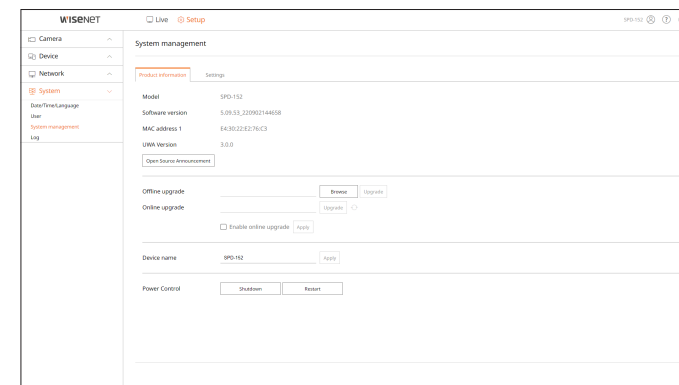 WISENET
Live Setup
SPD-152
Camera
Device
Network
System
Date/Time/Language
User
System management
Log
System management
Product information Settings
Model SPD-152
Software version 5.09.53_220902144658
MAC address 1 E4:30:22:E2:76:C3
UWA Version 3.0.0
Open Source Announcement
Offline upgrade Browse Upgrade
Online upgrade Upgrade
Enable online upgrade Apply
Device name SPD-152 Apply
Power Control Shutdown Restart